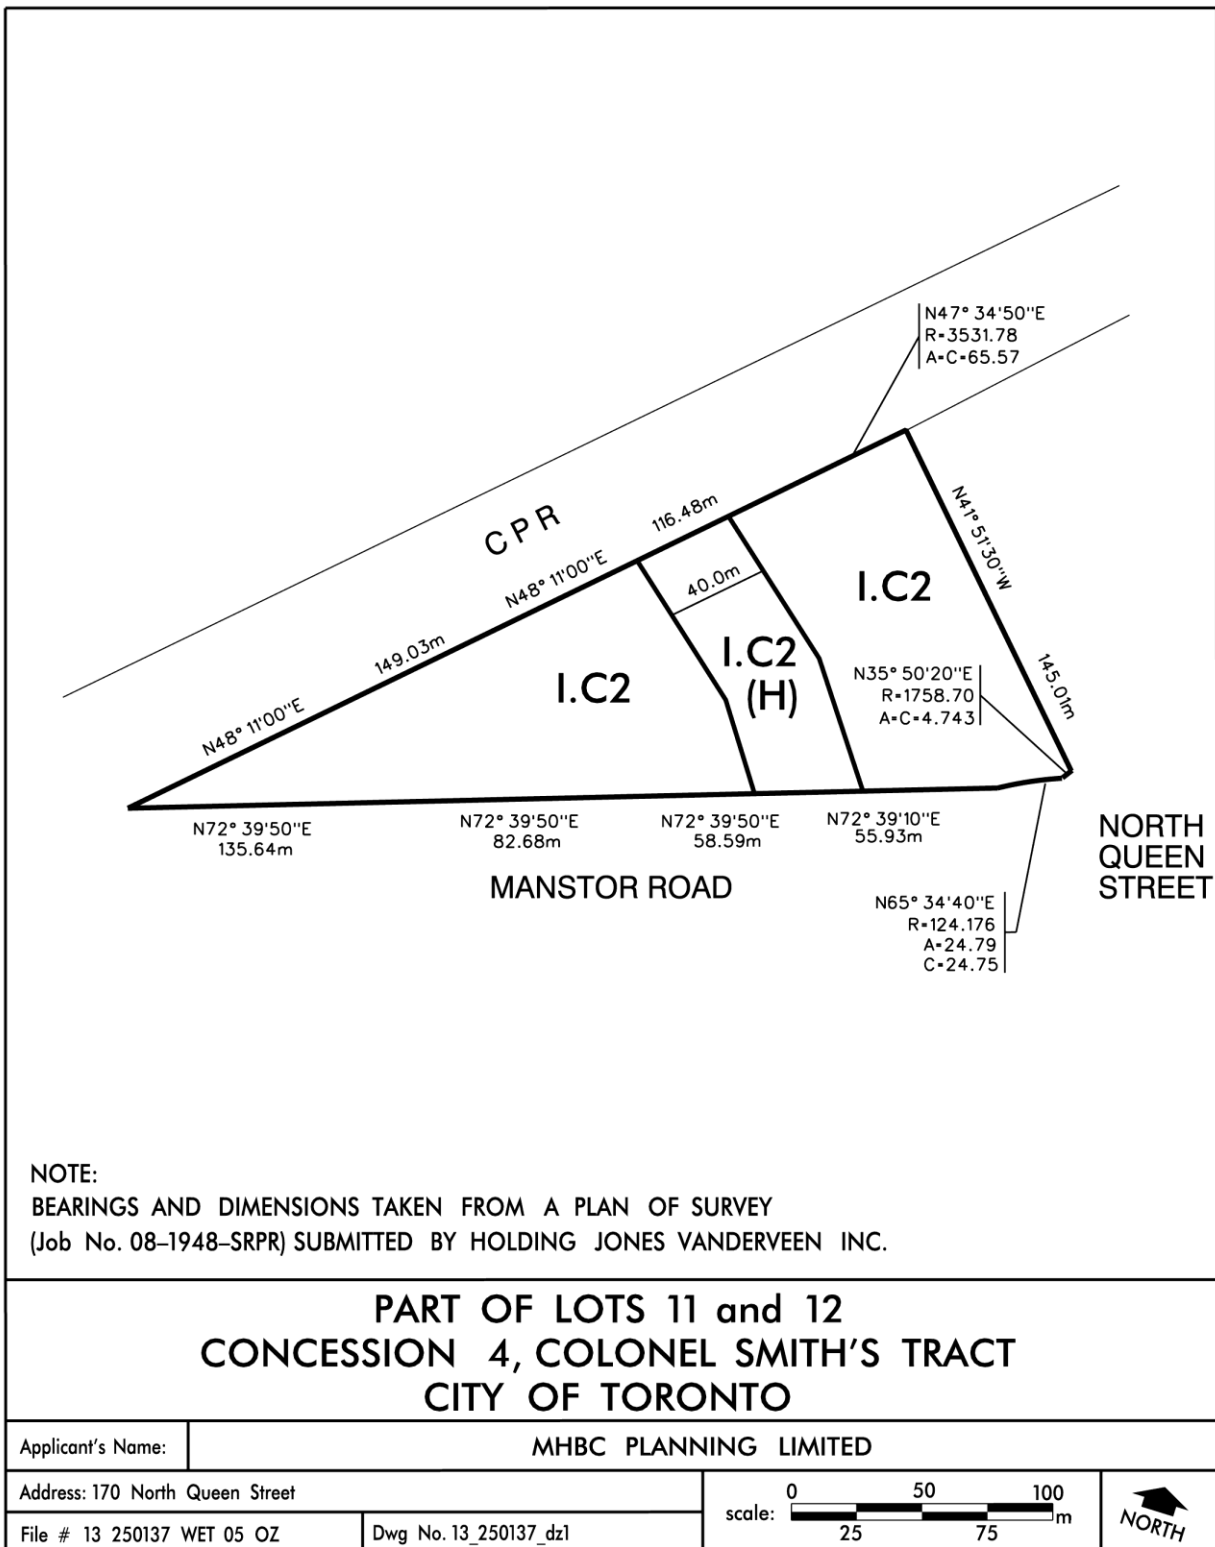 N47° 34'50"E
R=3531.78
A=C=65.57
CPR
116.48m
N48° 11'00"E
149.03m
N48° 11'00"E
N41° 51'30"W
145.01m
40.0m
I.C2
I.C2
(H)
I.C2
N35° 50'20"E
R=1758.70
A=C=4.743
N72° 39'50"E
135.64m
N72° 39'50"E
82.68m
N72° 39'50"E
58.59m
N72° 39'10"E
55.93m
MANSTOR ROAD
NORTH
QUEEN
STREET
N65° 34'40"E
R=124.176
A=24.79
C=24.75
NOTE:
BEARINGS AND DIMENSIONS TAKEN FROM A PLAN OF SURVEY
(Job No. 08–1948–SRPR) SUBMITTED BY HOLDING JONES VANDERVEEN INC.
PART OF LOTS 11 and 12
CONCESSION 4, COLONEL SMITH'S TRACT
CITY OF TORONTO
Applicant's Name:
MHBC PLANNING LIMITED
Address: 170 North Queen Street
File # 13 250137 WET 05 OZ
Dwg No. 13_250137_dz1
scale:
0 50 100
m
25 75
NORTH